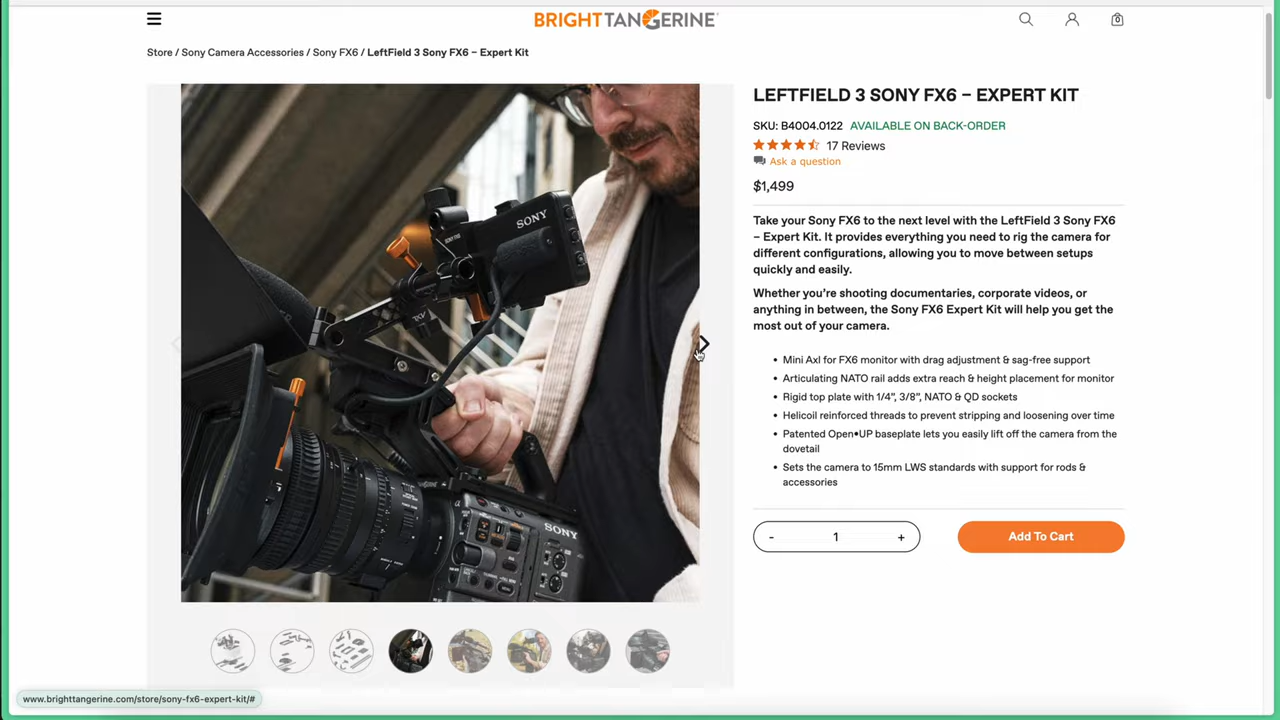 BRIGHTTANGERINE
0
Store / Sony Camera Accessories / Sony FX6 / LeftField 3 Sony FX6 – Expert Kit
LEFTFIELD 3 SONY FX6 – EXPERT KIT
SKU: B4004.0122 AVAILABLE ON BACK-ORDER
17 Reviews
Ask a question
$1,499
Take your Sony FX6 to the next level with the LeftField 3 Sony FX6
– Expert Kit. It provides everything you need to rig the camera for
different configurations, allowing you to move between setups
quickly and easily.
Whether you're shooting documentaries, corporate videos, or
anything in between, the Sony FX6 Expert Kit will help you get the
most out of your camera.
• Mini Axl for FX6 monitor with drag adjustment & sag-free support
• Articulating NATO rail adds extra reach & height placement for monitor
• Rigid top plate with 1/4”, 3/8”, NATO & QD sockets
• Helicoil reinforced threads to prevent stripping and loosening over time
• Patented Open•UP baseplate lets you easily lift off the camera from the
dovetail
• Sets the camera to 15mm LWS standards with support for rods &
accessories
- 1 +
Add To Cart
SONY
SONY
www.brighttangerine.com/store/sony-fx6-expert-kit/#